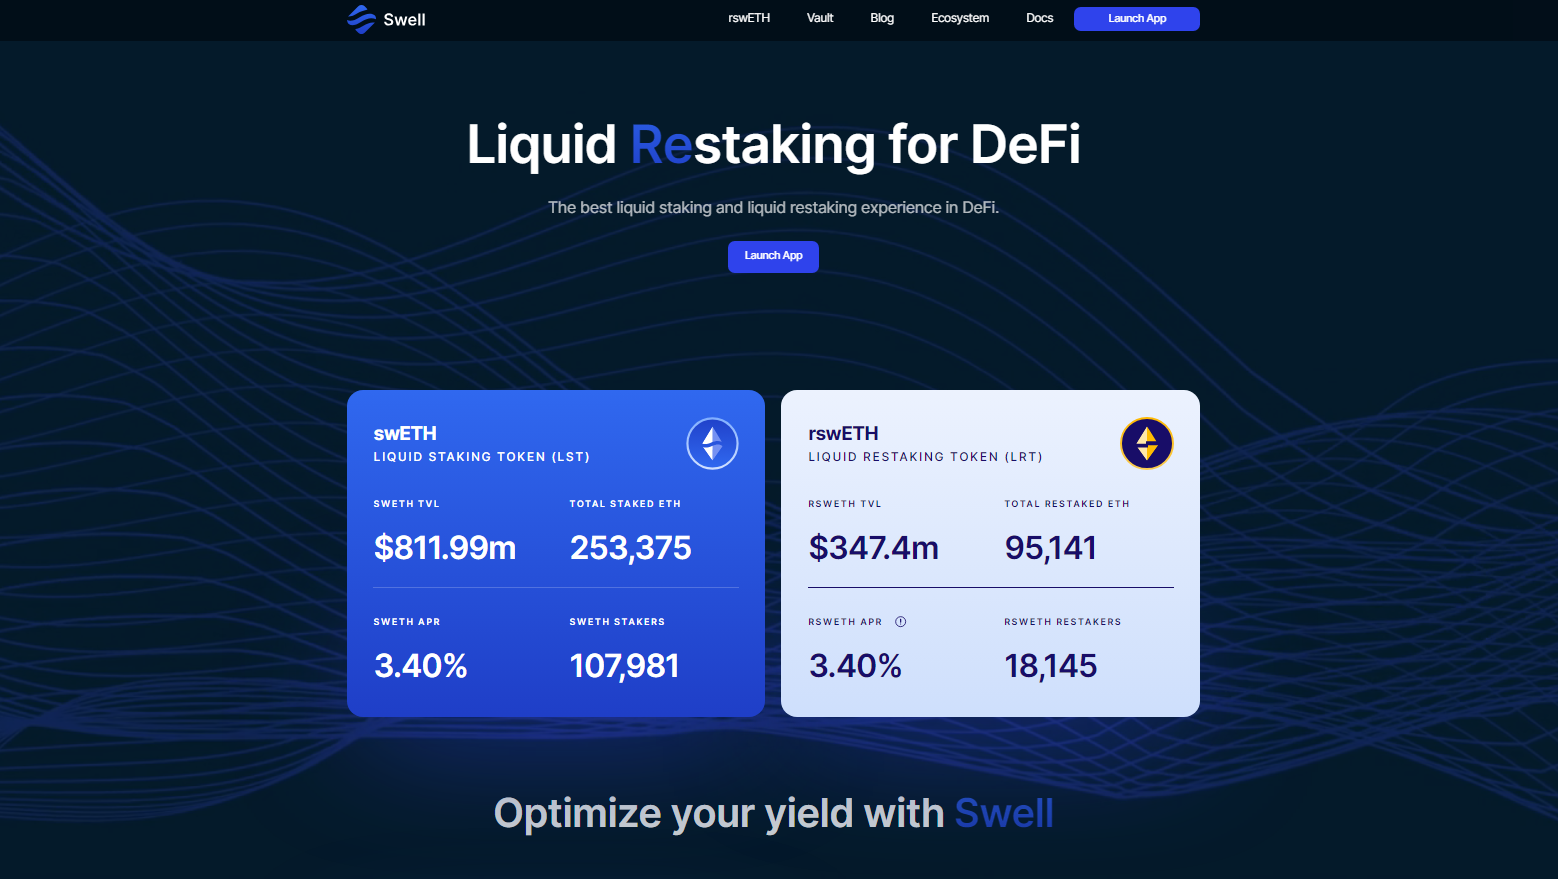 Swell
rswETH
Vault
Blog
Ecosystem
Docs
Launch App
Liquid Restaking for DeFi
The best liquid staking and liquid restaking experience in DeFi.
Launch App
swETH
LIQUID STAKING TOKEN (LST)
SWETH TVL
$811.99m
TOTAL STAKED ETH
253,375
SWETH APR
3.40%
SWETH STAKERS
107,981
rswETH
LIQUID RESTAKING TOKEN (LRT)
RSWETH TVL
$347.4m
TOTAL RESTAKED ETH
95,141
RSWETH APR
3.40%
RSWETH RESTAKERS
18,145
Optimize your yield with Swell